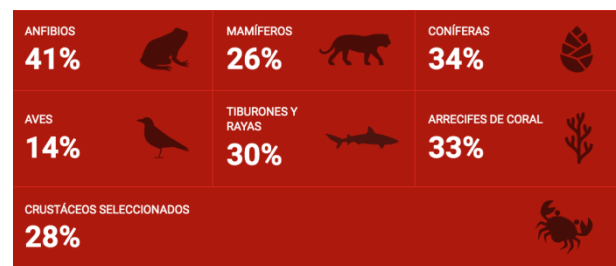 ANFIBIOS
41%
MAMÍFEROS
26%
CONÍFERAS
34%
AVES
14%
TIBURONES Y
RAYAS
30%
ARRECIFES DE CORAL
33%
CRUSTÁCEOS SELECCIONADOS
28%